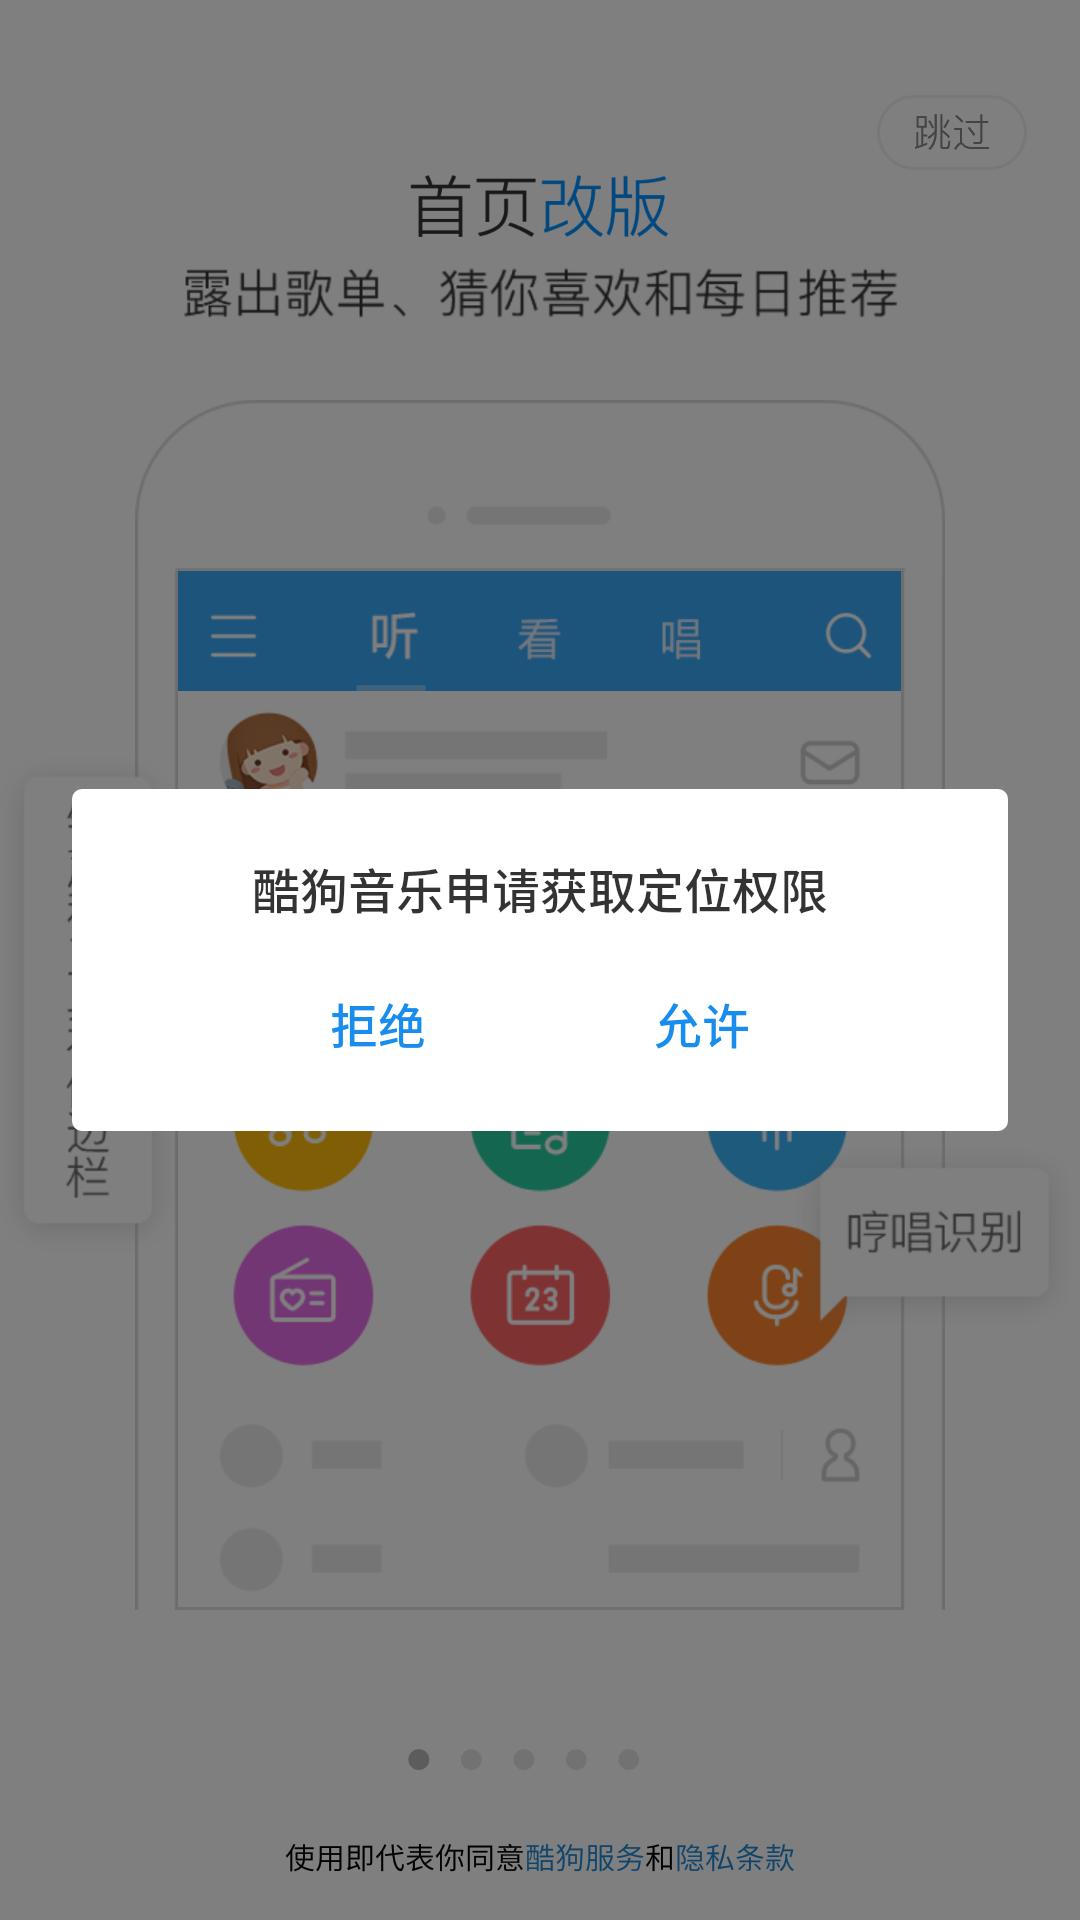 跳过
首页改版
露出歌单、猜你喜欢和每日推荐
听
看
唱
酷狗音乐申请获取定位权限
拒绝
允许
边
栏
哼唱识别
23
使用即代表你同意酷狗服务和隐私条款